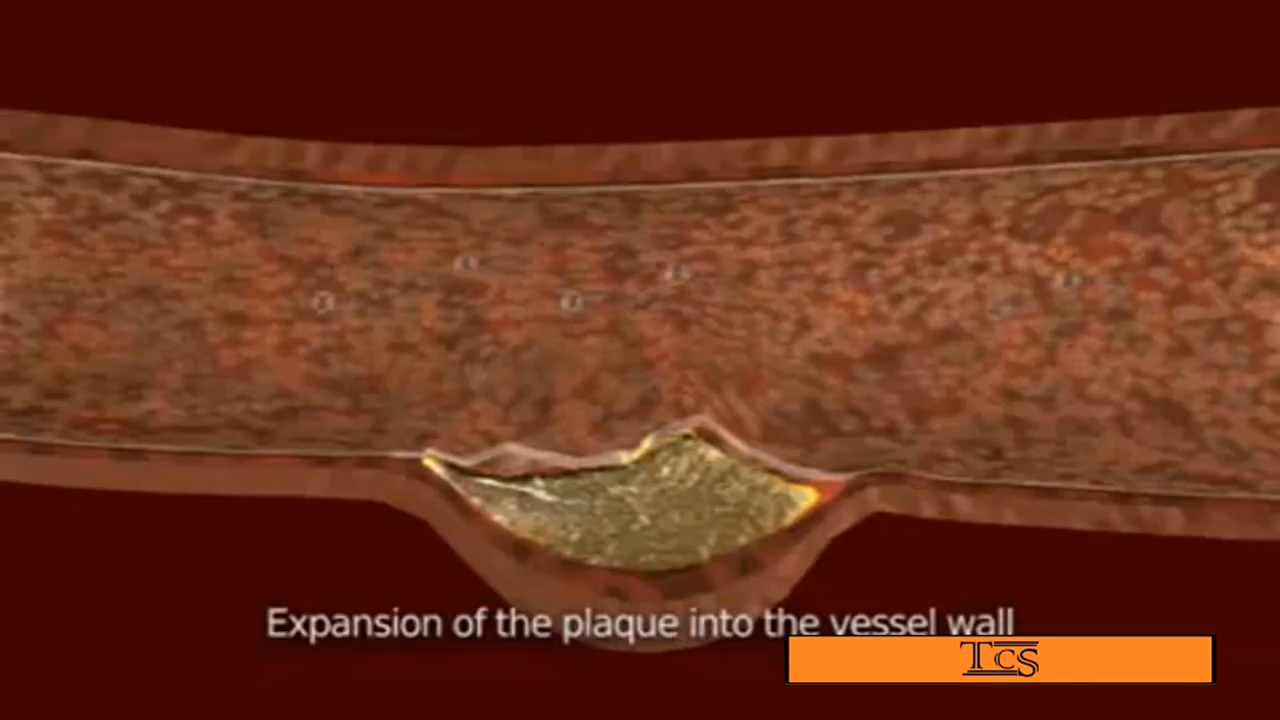 Expansion of the plaque into the vessel wall
TcS